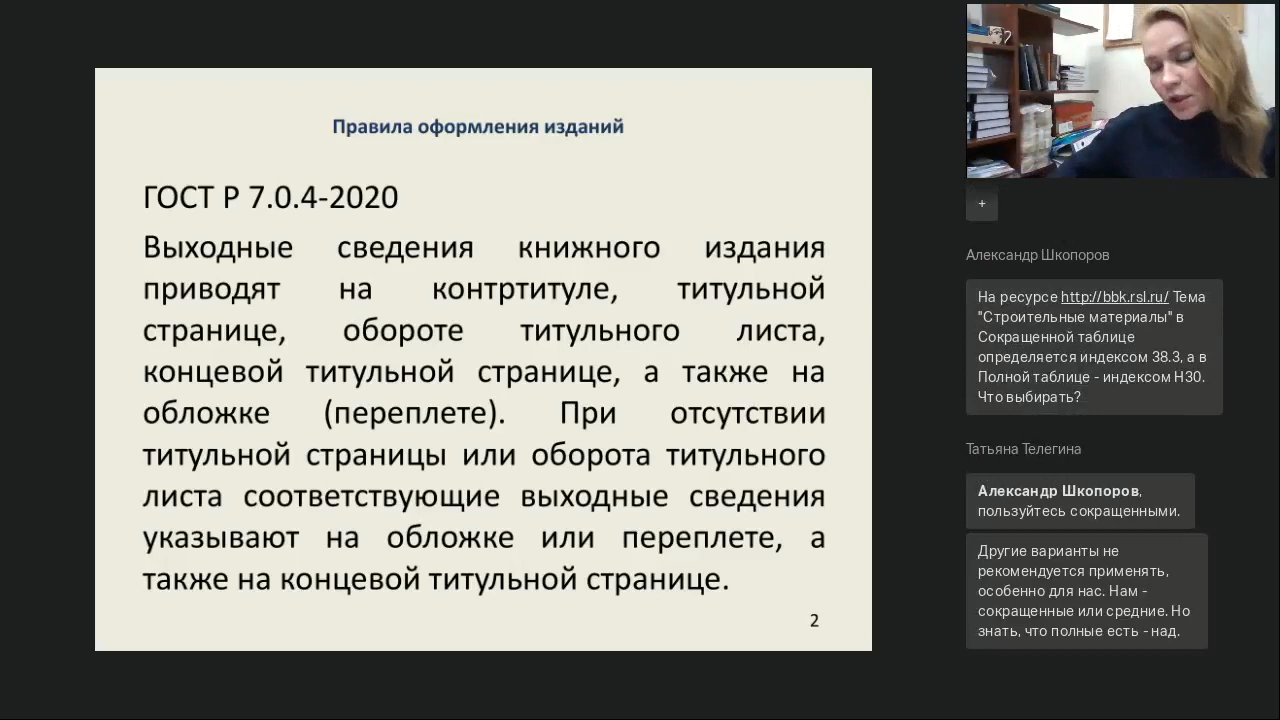 Правила оформления изданий
ГОСТ Р 7.0.4-2020
Выходные сведения книжного издания
приводят на контртитуле, титульной
странице, обороте титульного листа,
концевой титульной странице, а также на
обложке (переплете). При отсутствии
титульной страницы или оборота титульного
листа соответствующие выходные сведения
указывают на обложке или переплете, а
также на концевой титульной странице.
2
+
Александр Шкопоров
На ресурсе http://bbk.rsl.ru/ Тема
"Строительные материалы" в
Сокращенной таблице
определяется индексом 38.3, а в
Полной таблице - индексом Н30.
Что выбирать?
Татьяна Телегина
Александр Шкопоров,
пользуйтесь сокращенными.
Другие варианты не
рекомендуется применять,
особенно для нас. Нам -
сокращенные или средние. Но
знать, что полные есть - над.